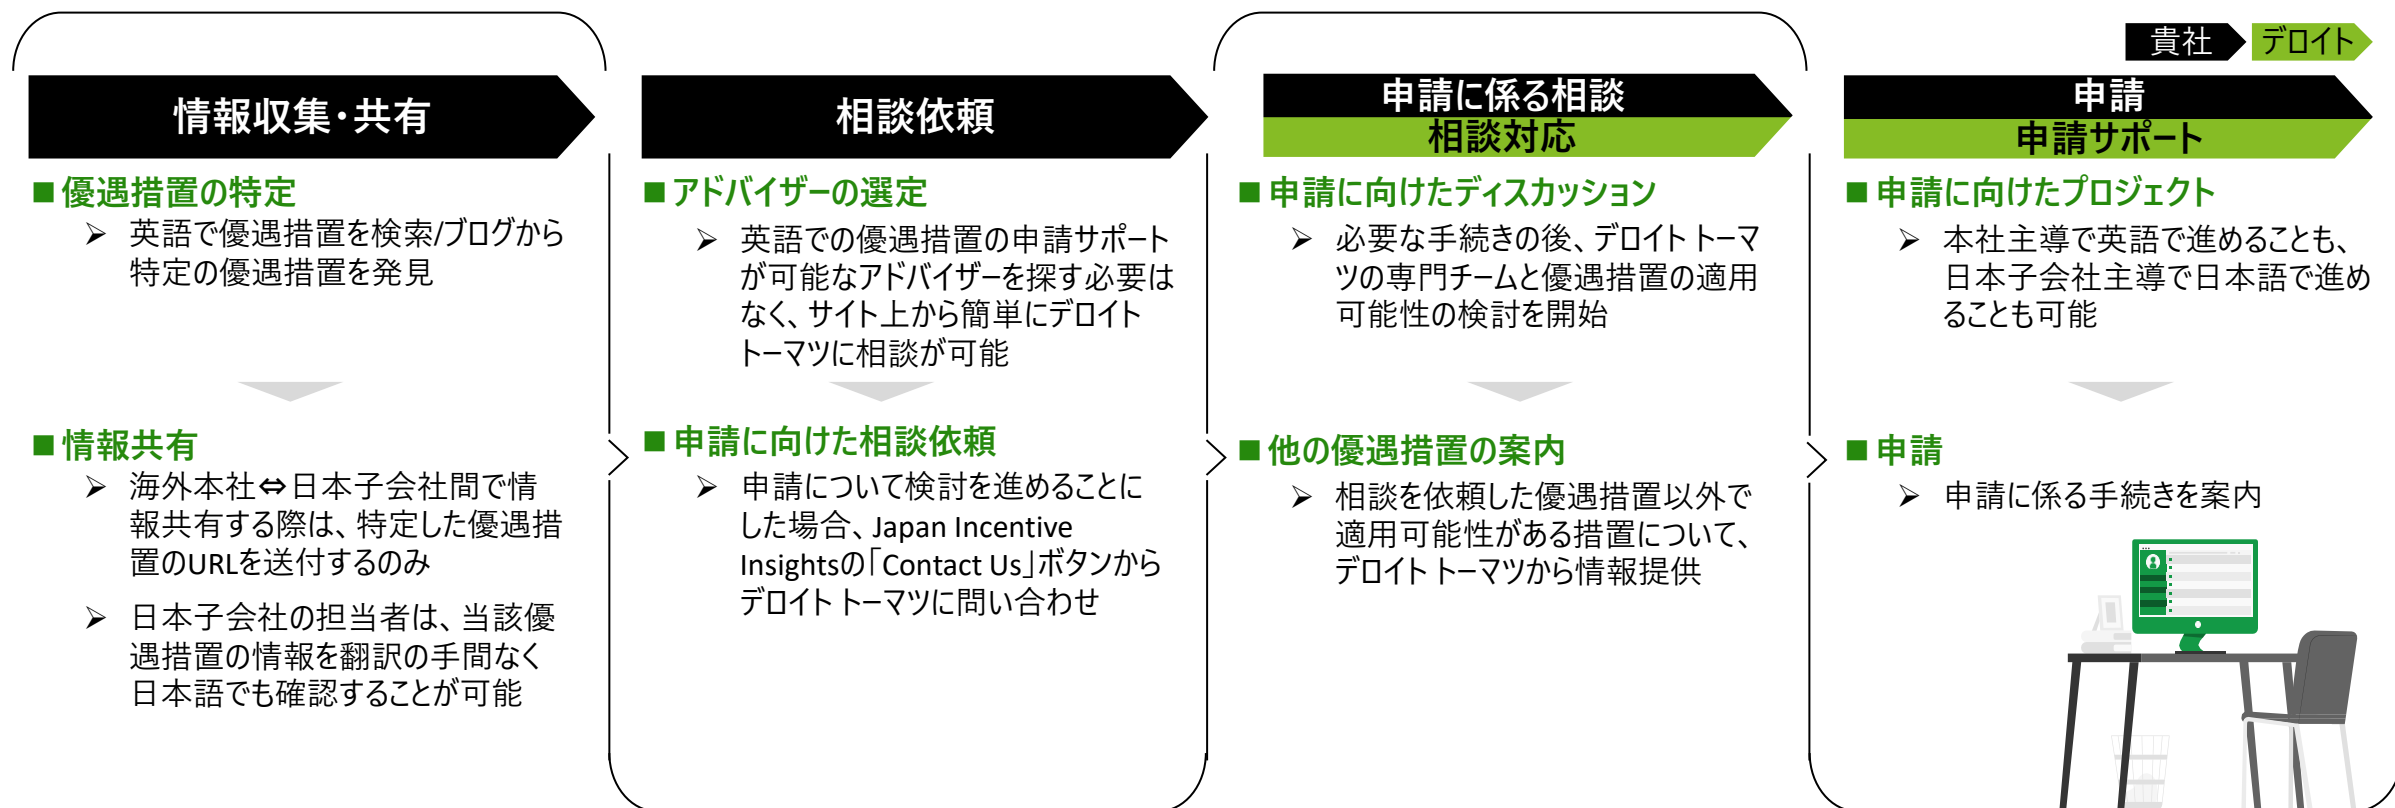 貴社
デロイト
情報収集・共有
■優遇措置の特定
➢ 英語で優遇措置を検索/ブログから
特定の優遇措置を発見
■情報共有
➢ 海外本社⇔日本子会社間で情
報共有する際は、特定した優遇措
置のURLを送付するのみ
➢ 日本子会社の担当者は、当該優
遇措置の情報を翻訳の手間なく
日本語でも確認することが可能
相談依頼
■アドバイザーの選定
➢ 英語での優遇措置の申請サポート
が可能なアドバイザーを探す必要は
なく、サイト上から簡単にデロイト
トーマツに相談が可能
■申請に向けた相談依頼
➢ 申請について検討を進めることに
した場合、Japan Incentive
Insightsの「Contact Us」ボタンから
デロイト トーマツに問い合わせ
申請に係る相談
相談対応
■申請に向けたディスカッション
➢ 必要な手続きの後、デロイト トーマ
ツの専門チームと優遇措置の適用
可能性の検討を開始
■他の優遇措置の案内
➢ 相談を依頼した優遇措置以外で
適用可能性がある措置について、
デロイト トーマツから情報提供
申請
申請サポート
■申請に向けたプロジェクト
➢ 本社主導で英語で進めることも、
日本子会社主導で日本語で進め
ることも可能
■申請
➢ 申請に係る手続きを案内